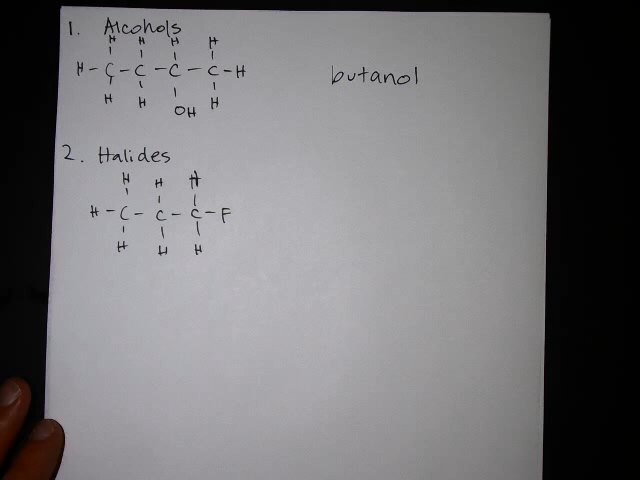 1. Alcohols
H H H H
H - C - C - C - C - H butanol
H H OH H
2. Halides
H H H
H - C - C - C - F
H H H